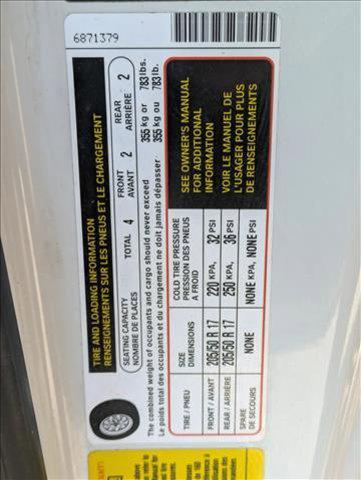 6871379
TIRE AND LOADING INFORMATION
RENSEIGNEMENTS SUR LES PNEUS ET LE CHARGEMENT
SEATING CAPACITY
NOMBRE DE PLACES
TOTAL 4
FRONT
AVANT 2
REAR
ARRIÈRE 2
The combined weight of occupants and cargo should never exceed 355 kg or 783 lbs.
Le poids total des occupants et du chargement ne doit jamais dépasser 355 kg ou 783 lb.
TIRE / PNEU
SIZE
DIMENSIONS
COLD TIRE PRESSURE
PRESSION DES PNEUS
A FROID
FRONT / AVANT 205/50 R 17 220 KPA, 32 PSI
REAR / ARRIÈRE 205/50 R 17 250 KPA, 36 PSI
SPARE
DE SECOURS NONE NONE KPA, NONE PSI
SEE OWNER'S MANUAL
FOR ADDITIONAL
INFORMATION
VOIR LE MANUEL DE
L'USAGER POUR PLUS
DE RENSEIGNEMENTS